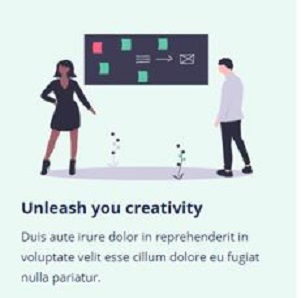 Unleash you creativity
Duis aute irure dolor in reprehenderit in
voluptate velit esse cillum dolore eu fugiat
nulla pariatur.